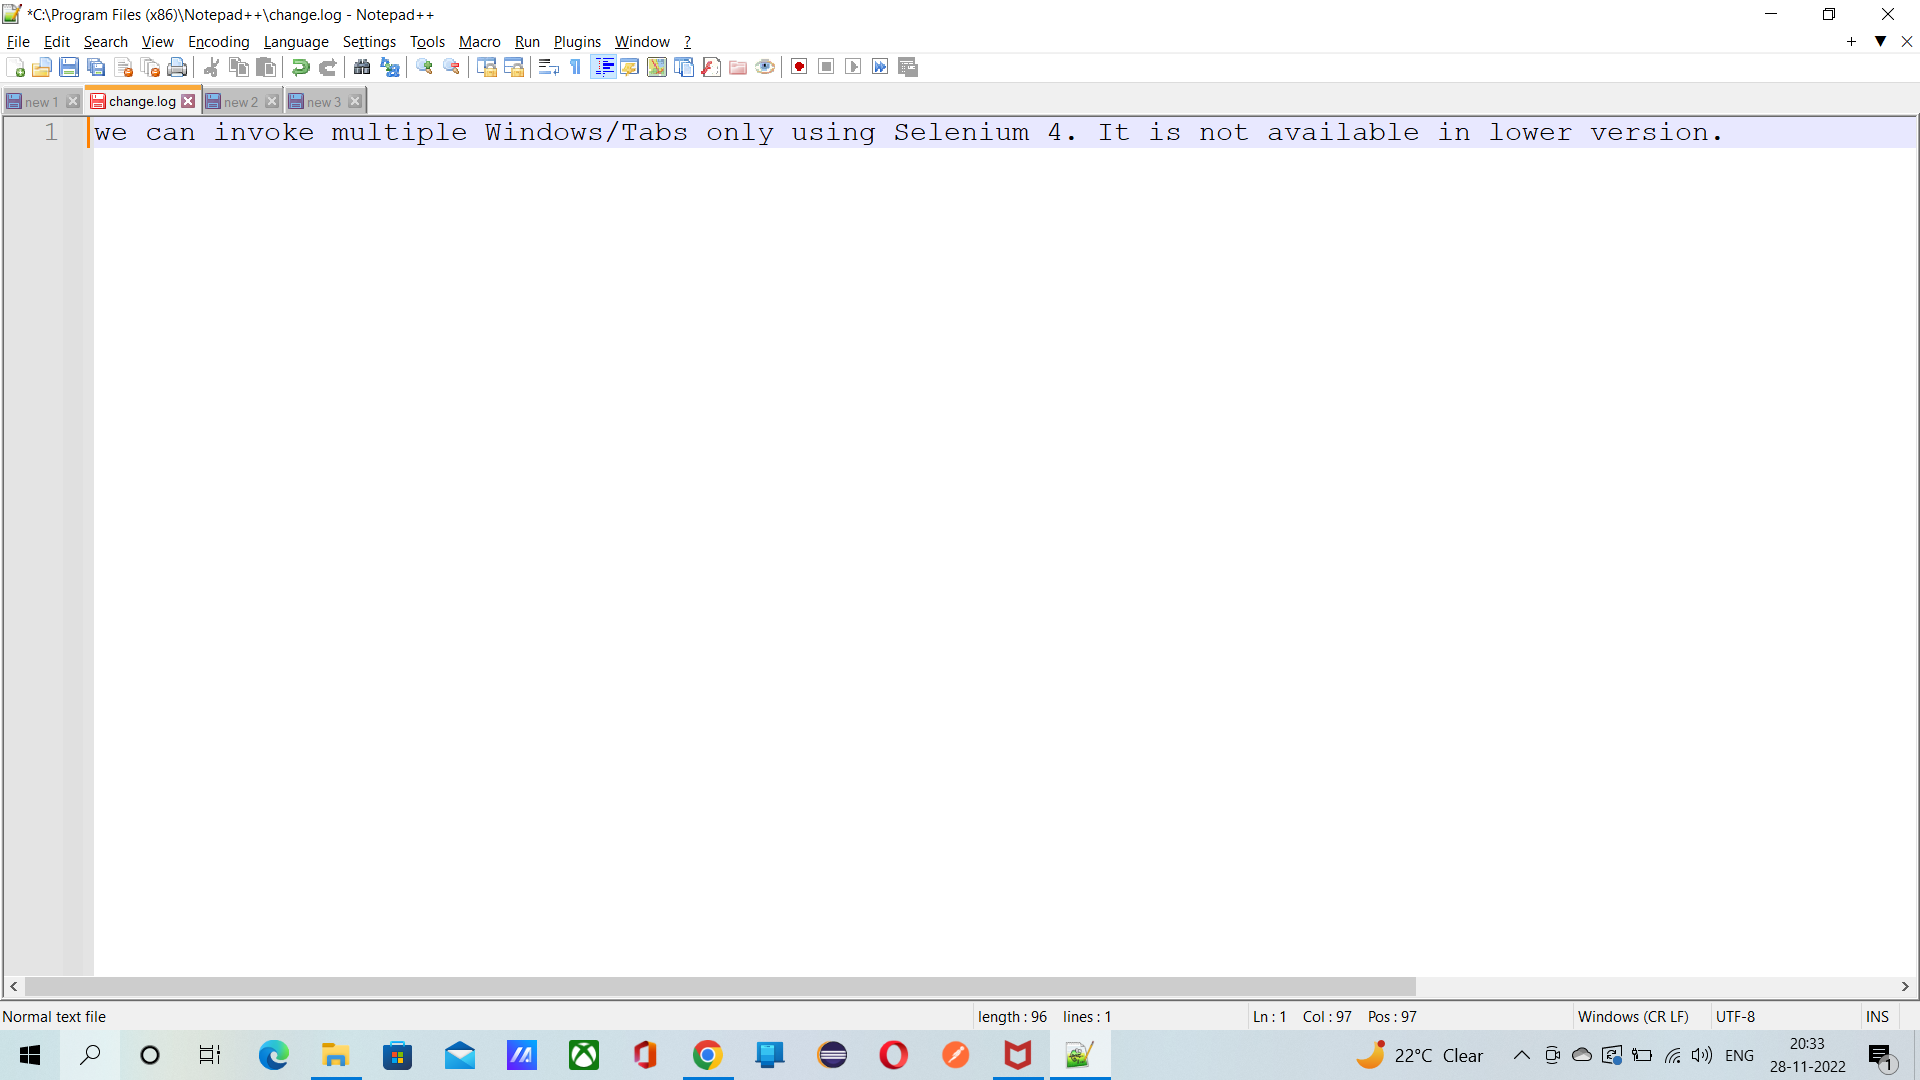 *C:\Program Files (x86)\Notepad++\change.log - Notepad++
File Edit Search View Encoding Language Settings Tools Macro Run Plugins Window ?
new 1 change.log new 2 new 3
1 we can invoke multiple Windows/Tabs only using Selenium 4. It is not available in lower version.
Normal text file length : 96 lines : 1 Ln : 1 Col : 97 Pos : 97 Windows (CR LF) UTF-8 INS
22°C Clear ENG 20:33
28-11-2022 1